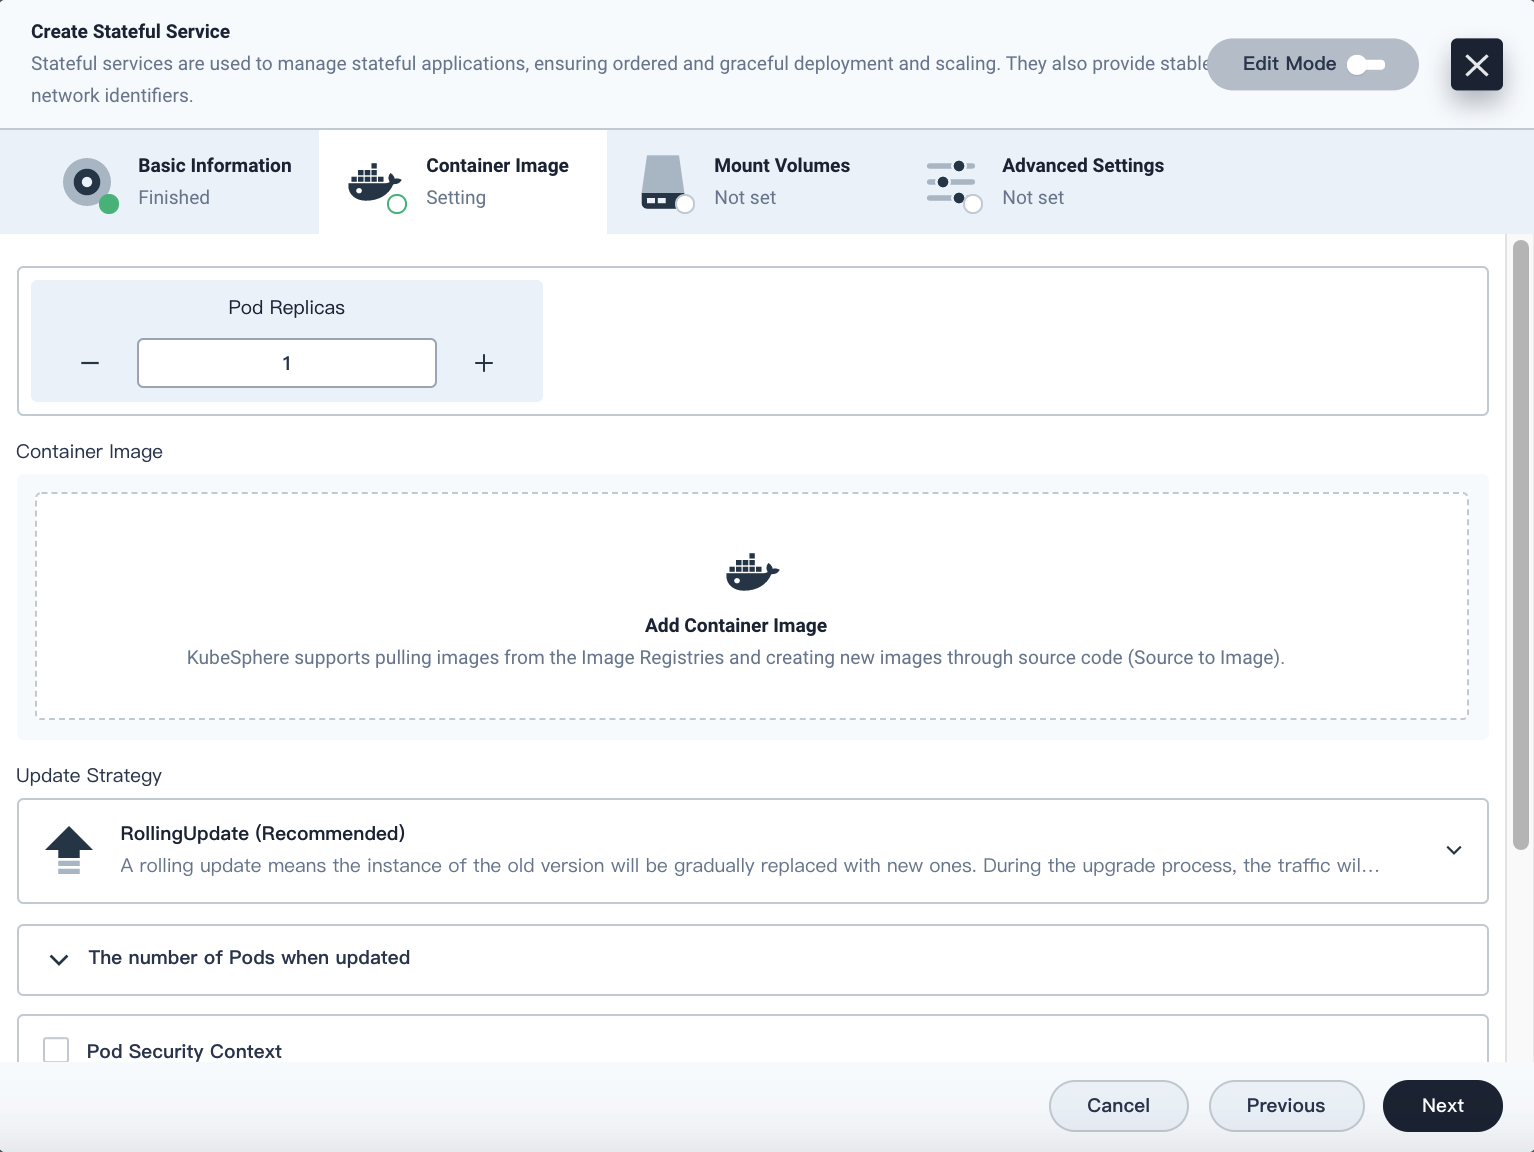 Create Stateful Service
Stateful services are used to manage stateful applications, ensuring ordered and graceful deployment and scaling. They also provide stable
network identifiers.
Edit Mode
Basic Information
Finished
Container Image
Setting
Mount Volumes
Not set
Advanced Settings
Not set
Pod Replicas
1
Container Image
Add Container Image
KubeSphere supports pulling images from the Image Registries and creating new images through source code (Source to Image).
Update Strategy
RollingUpdate (Recommended)
A rolling update means the instance of the old version will be gradually replaced with new ones. During the upgrade process, the traffic wil...
The number of Pods when updated
Pod Security Context
Cancel
Previous
Next